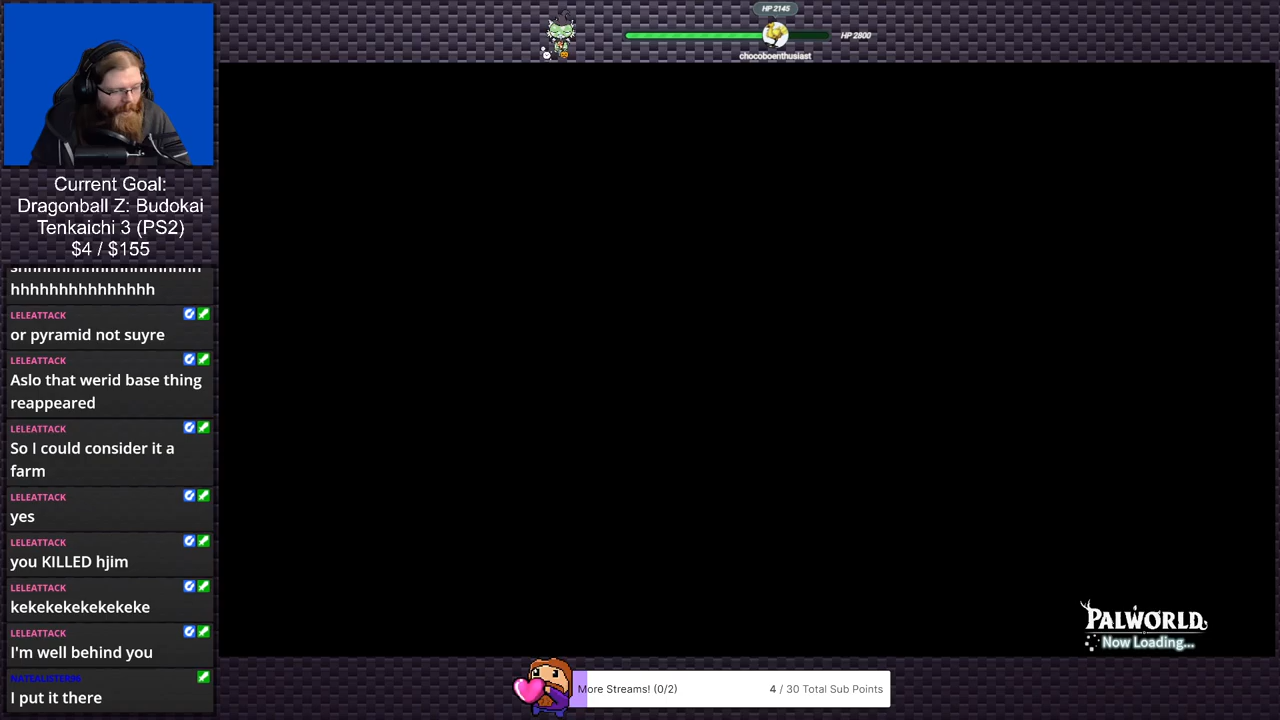 HP 2145
HP 2800
chocoboenthusiast
Current Goal:
Dragonball Z: Budokai
Tenkaichi 3 (PS2)
$4 / $155
hhhhhhhhhhhhhhh
LELEATTACK
or pyramid not suyre
LELEATTACK
Aslo that werid base thing
reappeared
LELEATTACK
So I could consider it a
farm
LELEATTACK
yes
LELEATTACK
you KILLED hjim
LELEATTACK
kekekekekekekeke
LELEATTACK
I'm well behind you
NATEALISTER96
I put it there
PALWORLD
Now Loading...
More Streams! (0/2)
4 / 30 Total Sub Points